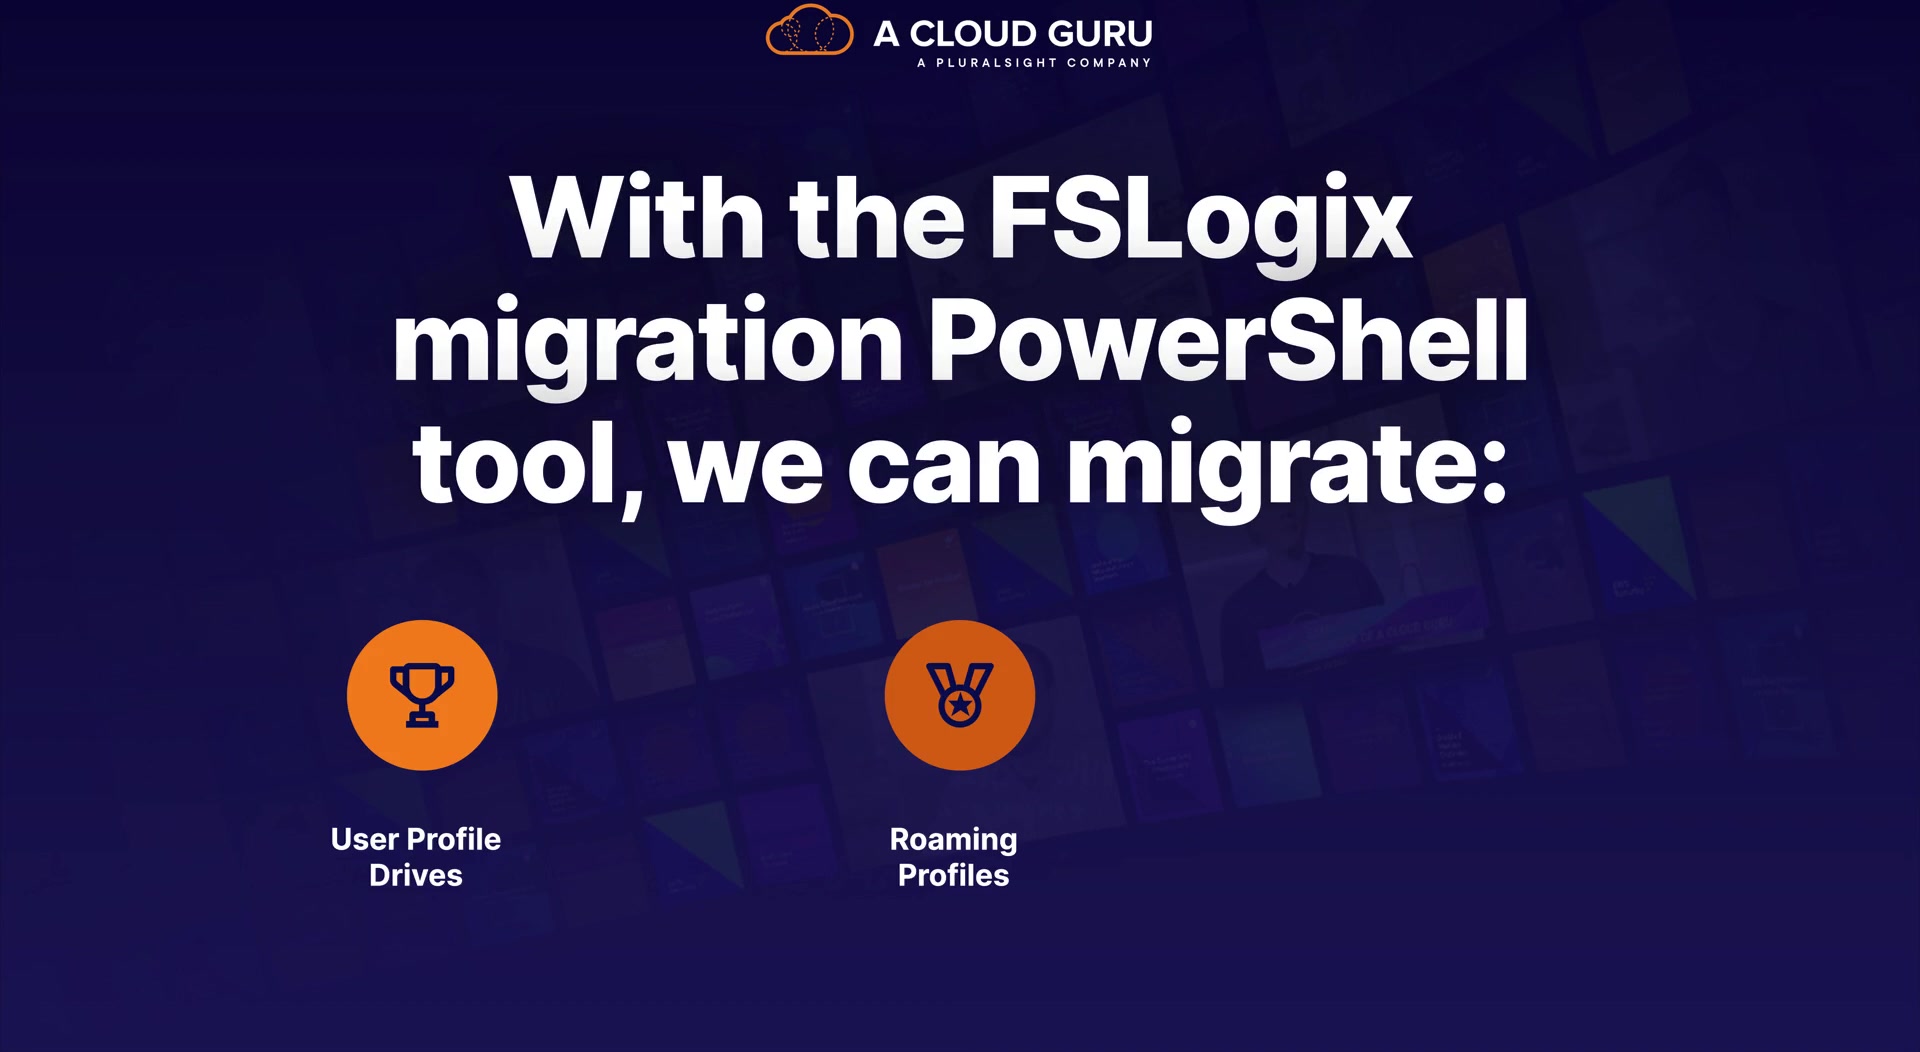 A CLOUD GURU
A PLURALSIGHT COMPANY
With the FSLogix
migration PowerShell
tool, we can migrate:
User Profile
Drives
Roaming
Profiles